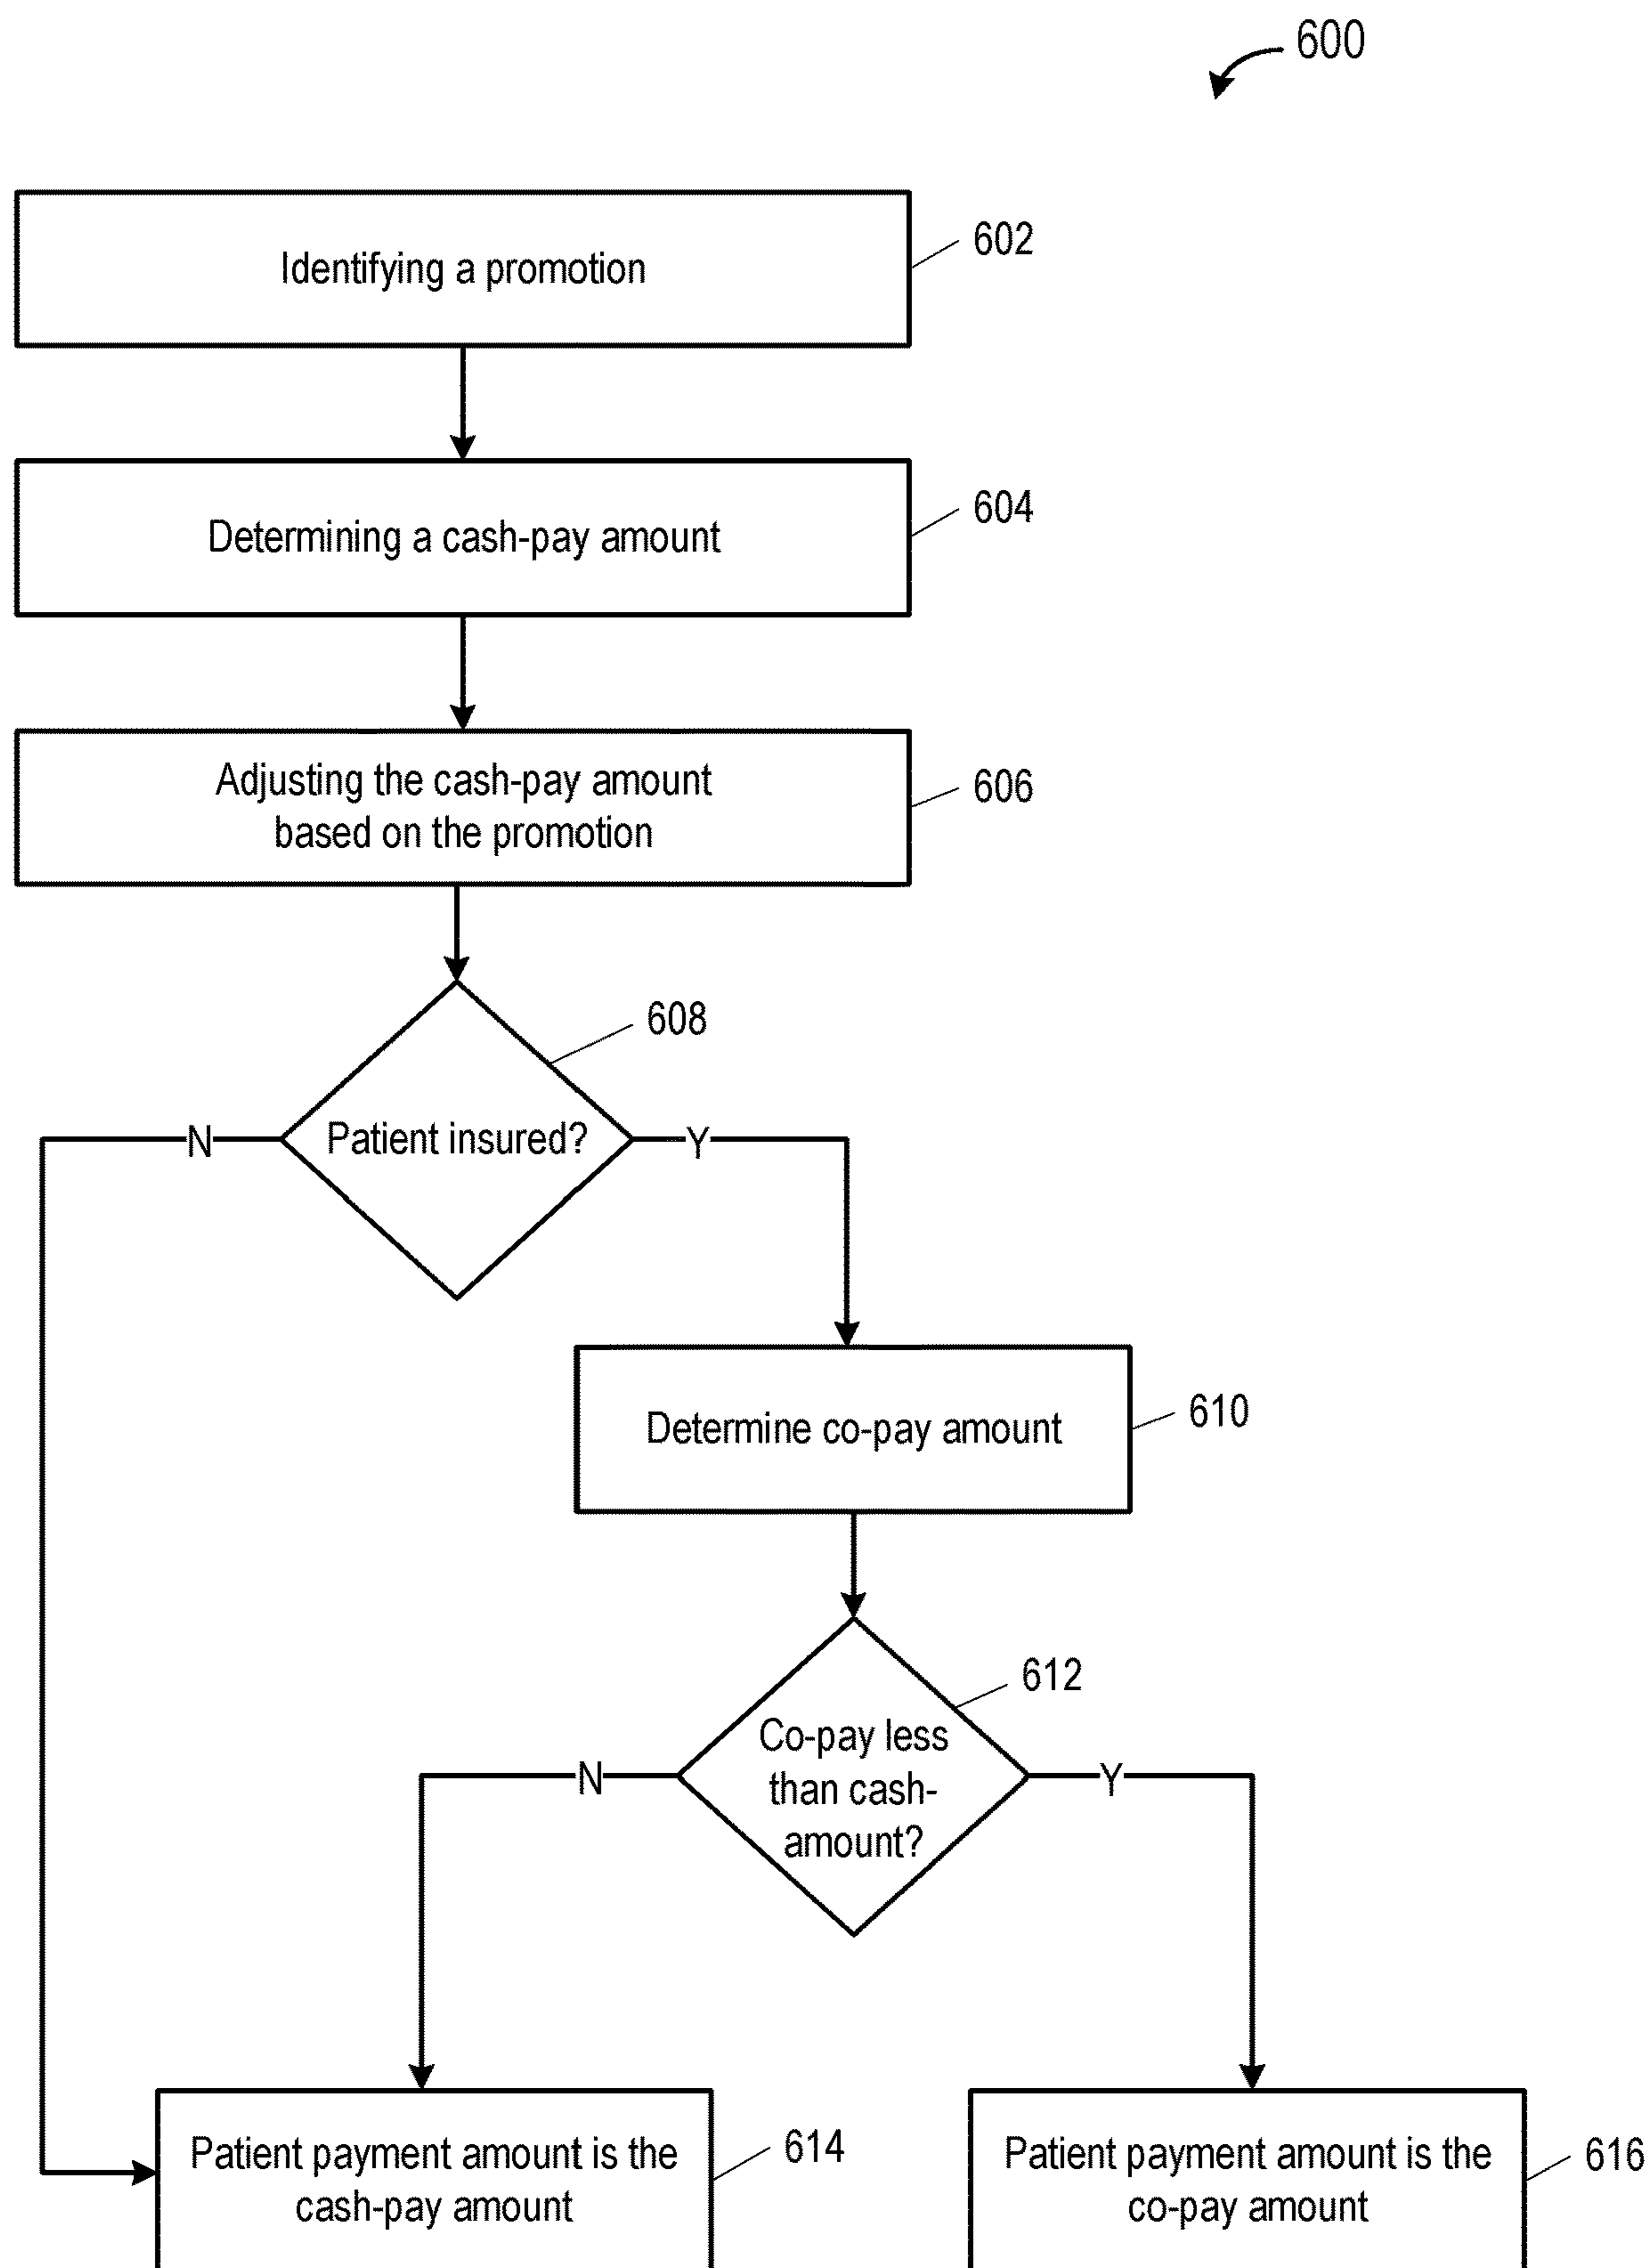 600
Identifying a promotion
602
Determining a cash-pay amount
604
Adjusting the cash-pay amount
based on the promotion
606
608
Patient insured?
N
Y
Determine co-pay amount
610
612
Co-pay less
than cash-
amount?
N
Y
Patient payment amount is the
cash-pay amount
614
Patient payment amount is the
co-pay amount
616